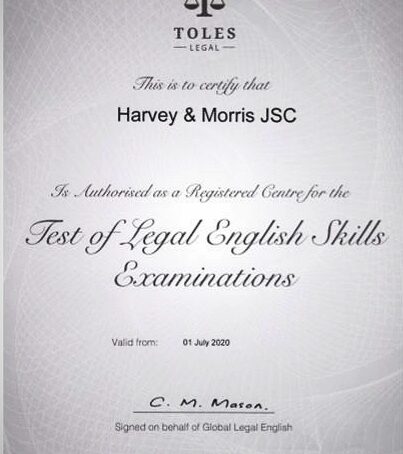 TOLES
LEGAL
This is to certify that
Harvey & Morris JSC
Is Authorised as a Registered Centre for the
Test of Legal English Skills
Examinations
Valid from: 01 July 2020
C. M. Mason.
Signed on behalf of Global Legal English